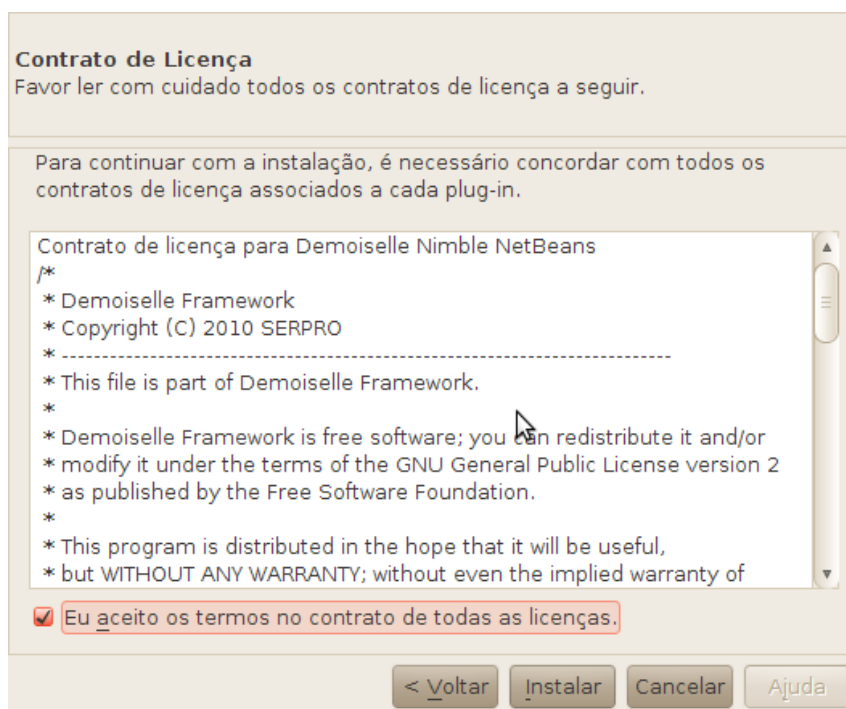 Contrato de Licença
Favor ler com cuidado todos os contratos de licença a seguir.
Para continuar com a instalação, é necessário concordar com todos os
contratos de licença associados a cada plug-in.
Contrato de licença para Demoiselle Nimble NetBeans
/*
* Demoiselle Framework
* Copyright (C) 2010 SERPRO
* ----------------------------------------------------------------------------
* This file is part of Demoiselle Framework.
*
* Demoiselle Framework is free software; you can redistribute it and/or
* modify it under the terms of the GNU General Public License version 2
* as published by the Free Software Foundation.
*
* This program is distributed in the hope that it will be useful,
* but WITHOUT ANY WARRANTY; without even the implied warranty of
Eu aceito os termos no contrato de todas as licenças.
< Voltar Instalar Cancelar Ajuda